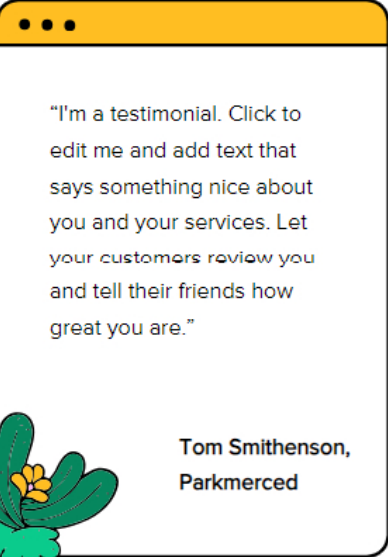 “I'm a testimonial. Click to
edit me and add text that
says something nice about
you and your services. Let
your customers review you
and tell their friends how
great you are.”
Tom Smithenson,
Parkmerced